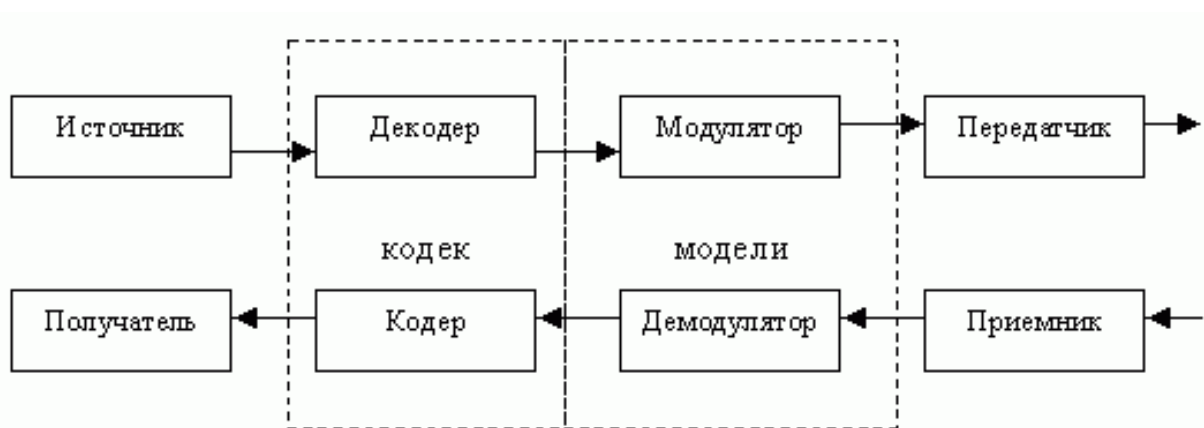 Источник
Декодер
Модулятор
Передатчик
кодек
модели
Получатель
Кодер
Демодулятор
Приемник